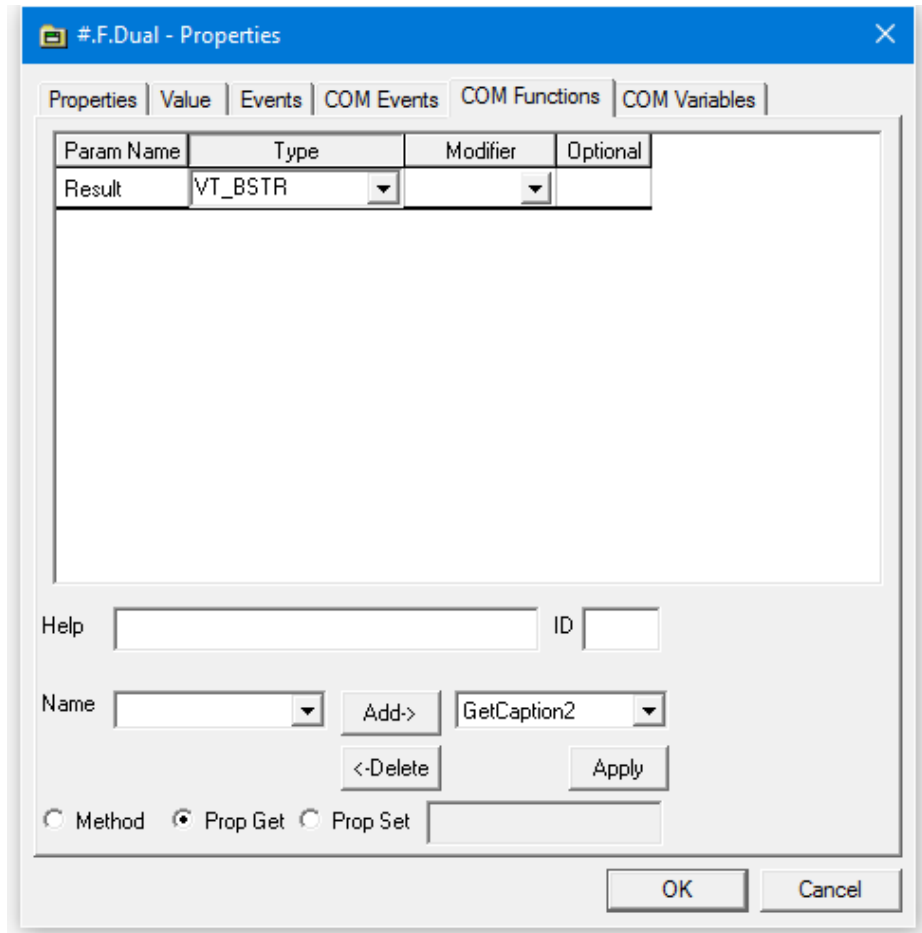 #.F.Dual - Properties
Properties Value Events COM Events COM Functions COM Variables
Param Name Type Modifier Optional
Result VT_BSTR
Help ID
Name Add-> GetCaption2
<-Delete Apply
Method Prop Get Prop Set
OK Cancel